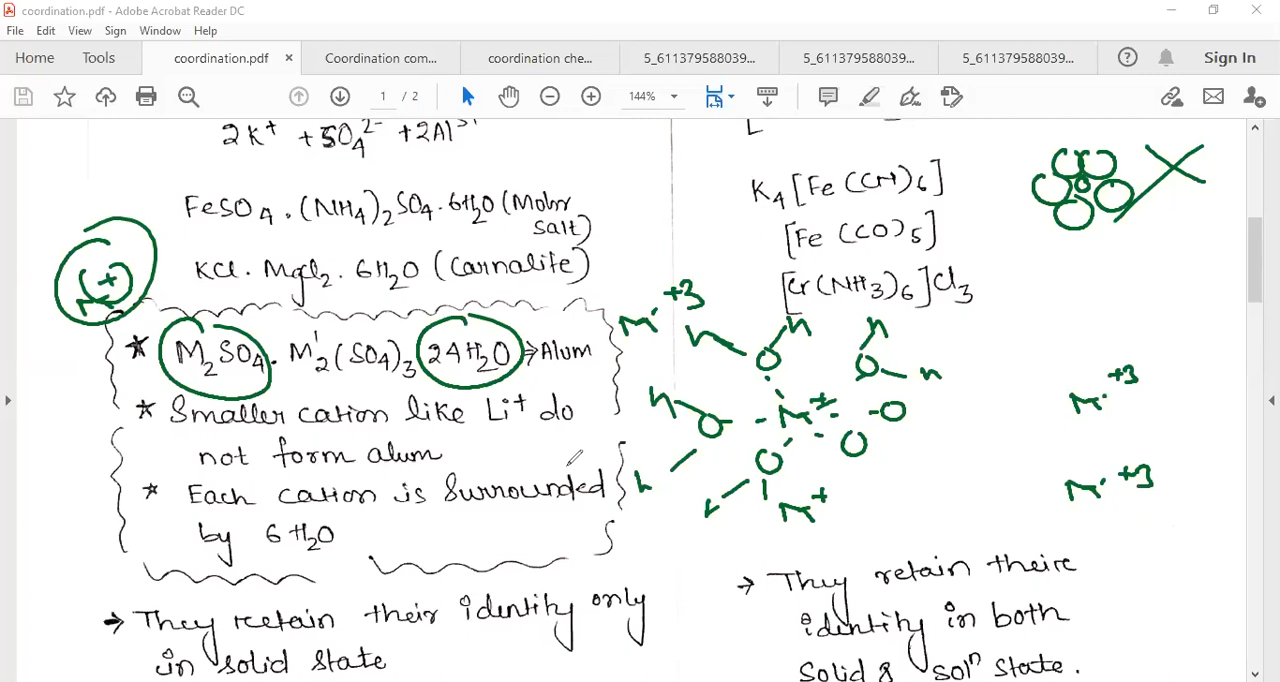 coordination.pdf - Adobe Acrobat Reader DC
File Edit View Sign Window Help
Home Tools coordination.pdf × Coordination com... coordination che... 5_611379588039... 5_611379588039... 5_611379588039... Sign In
1 / 2 144%
2K⁺ + SO₄²⁻ + 2Al³⁺
FeSO₄ · (NH₄)₂SO₄ · 6H₂O (Mohr
salt)
KCl · MgCl₂ · 6H₂O (Carnalite)
M⁺
* M₂SO₄ · M'₂(SO₄)₃ 24H₂O → Alum
* Smaller cation like Li⁺ do
not form alum
* Each cation is surrounded
by 6H₂O
→ They retain their identity only
in solid state
K₄[Fe(CN)₆]
[Fe(CO)₅]
[Cr(NH₃)₆]Cl₃
M'⁺³
H H H
O O H
H M⁺ O M'⁺³
O O
O
H H M⁺ M'⁺³
→ They retain their
identity in both
solid & solⁿ state.